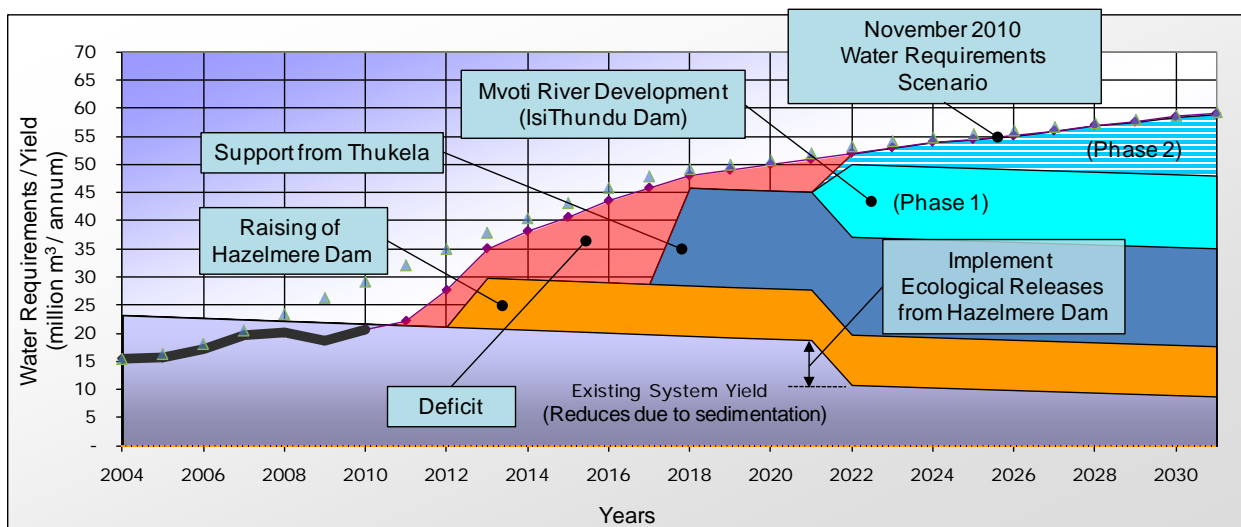 November 2010
Water Requirements
Scenario
Mvoti River Development
(IsiThundu Dam)
Support from Thukela
Raising of
Hazelmere Dam
(Phase 2)
(Phase 1)
Implement
Ecological Releases
from Hazelmere Dam
Deficit
Existing System Yield
(Reduces due to sedimentation)
Water Requirements / Yield
(million m³ / annum)
70
65
60
55
50
45
40
35
30
25
20
15
10
5
-
2004 2006 2008 2010 2012 2014 2016 2018 2020 2022 2024 2026 2028 2030
Years